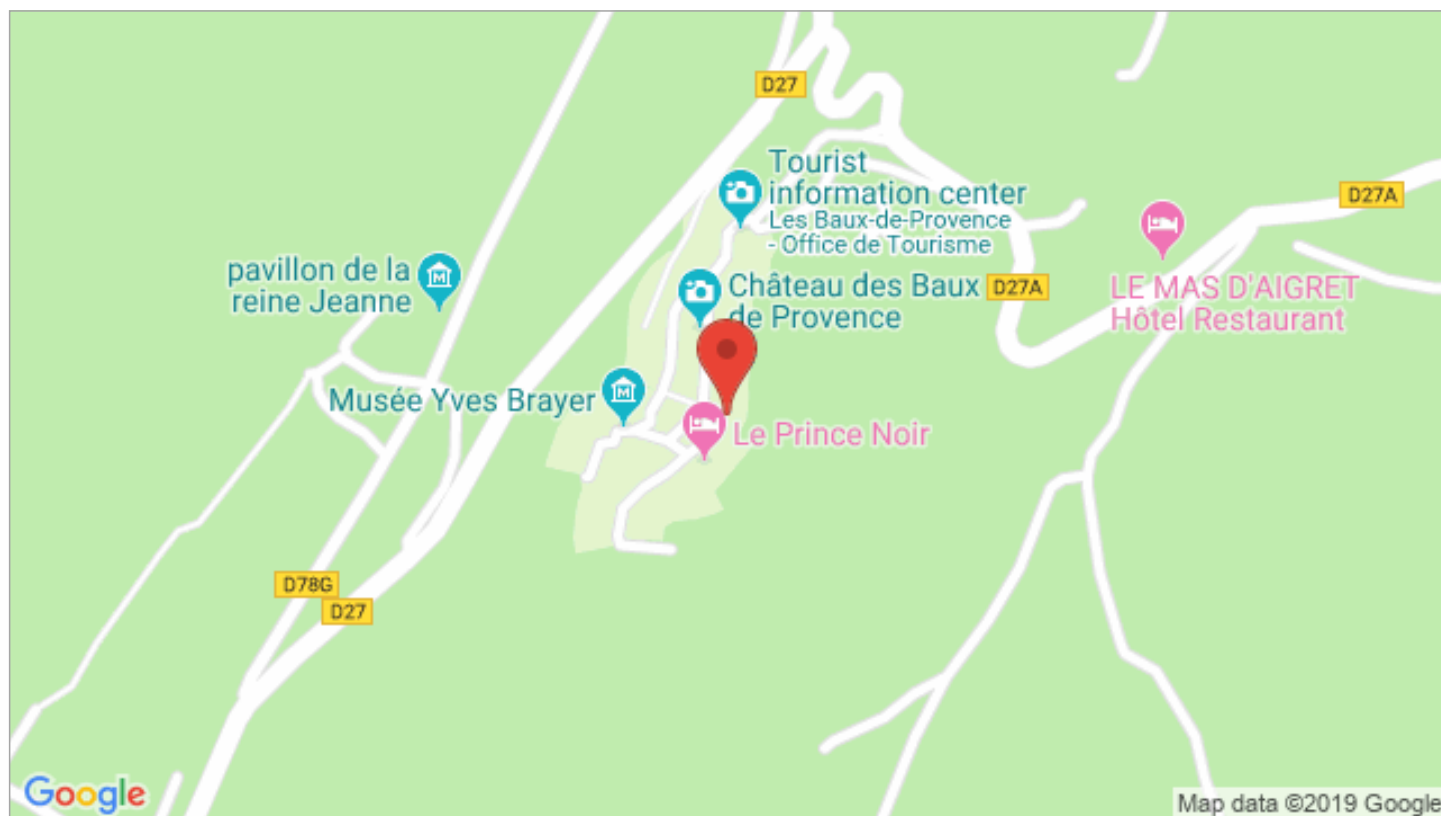 D27
Tourist
information center
Les Baux-de-Provence
- Office de Tourisme
D27A
pavillon de la
reine Jeanne
Château des Baux
de Provence
D27A
LE MAS D'AIGRET
Hôtel Restaurant
Musée Yves Brayer
Le Prince Noir
D78G
D27
Google
Map data ©2019 Google